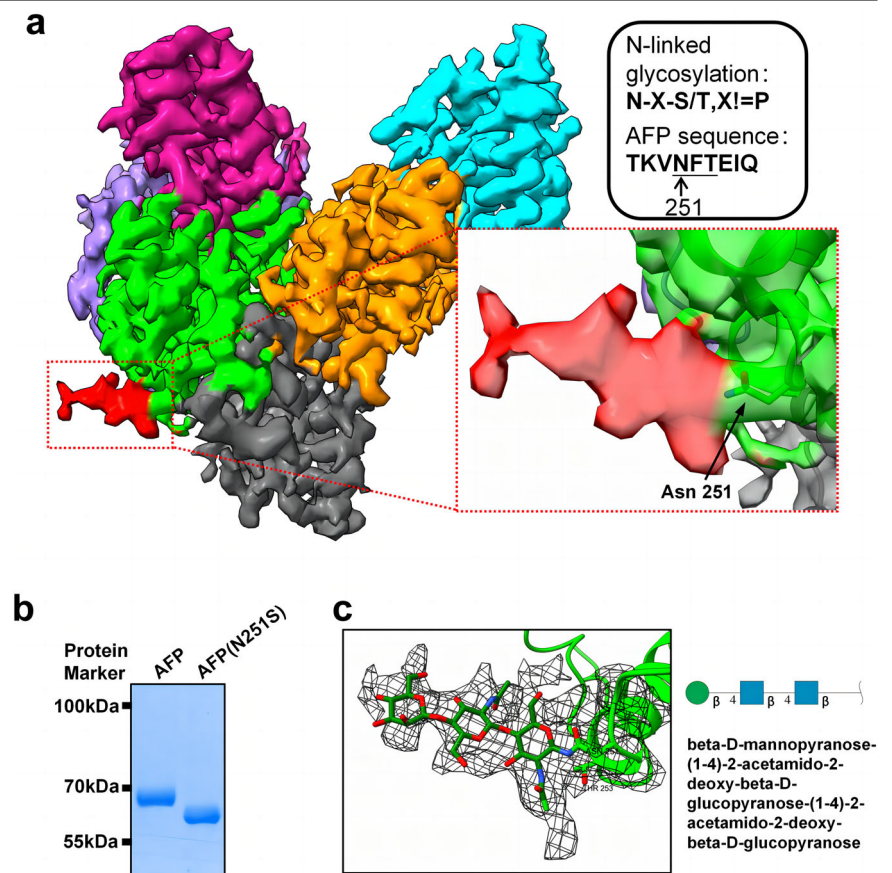 a
N-linked
glycosylation:
N-X-S/T,X!=P
AFP sequence:
TKVNFTEIQ
251
Asn 251
b
Protein
Marker
AFP
AFP(N251S)
100kDa
70kDa
55kDa
c
THR 253
β 4 β 4 β
beta-D-mannopyranose-
(1-4)-2-acetamido-2-
deoxy-beta-D-
glucopyranose-(1-4)-2-
acetamido-2-deoxy-
beta-D-glucopyranose